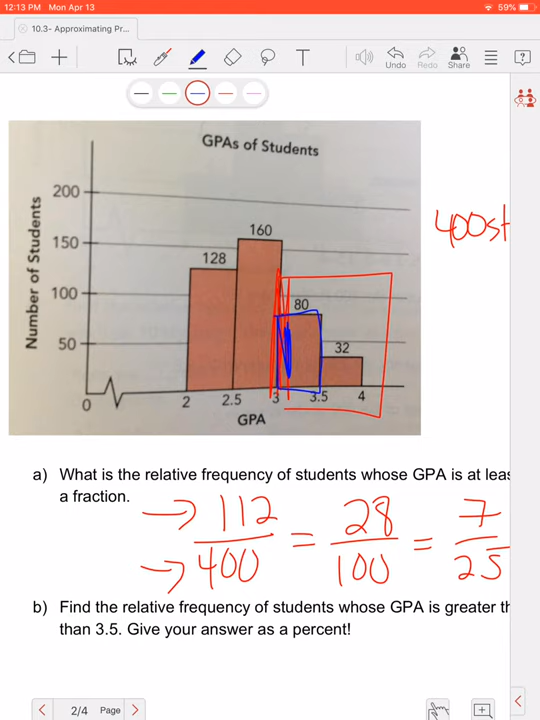 12:13 PM Mon Apr 13
59%
10.3- Approximating Pr...
T
Undo
Redo
Share
GPAs of Students
Number of Students
200
150
100
50
0
128
160
80
32
2
2.5
3
3.5
4
GPA
400st
a) What is the relative frequency of students whose GPA is at leas
a fraction.
→ 112 = 28 = 7
→ 400 100 25
b) Find the relative frequency of students whose GPA is greater th
than 3.5. Give your answer as a percent!
2/4 Page